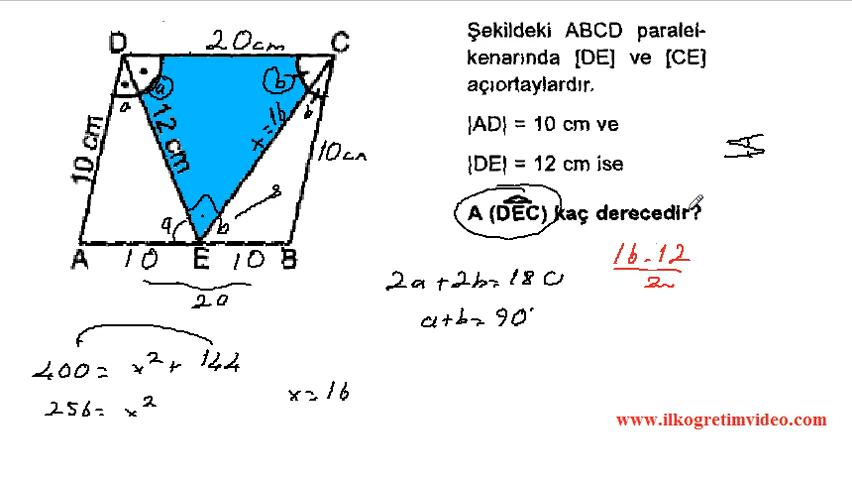 D 20cm C
a a b b
10 cm 12 cm x=16 10cm
a b 8
A 10 E 10 B
20
400= x²+ 144
256= x²
x=16
Şekildeki ABCD paralel-
kenarında [DE] ve [CE]
açıortaylardır.
|AD| = 10 cm ve
|DE| = 12 cm ise
A (DEC) kaç derecedir?
16.12
2
2a+2b=180
a+b=90°
www.ilkogretimvideo.com